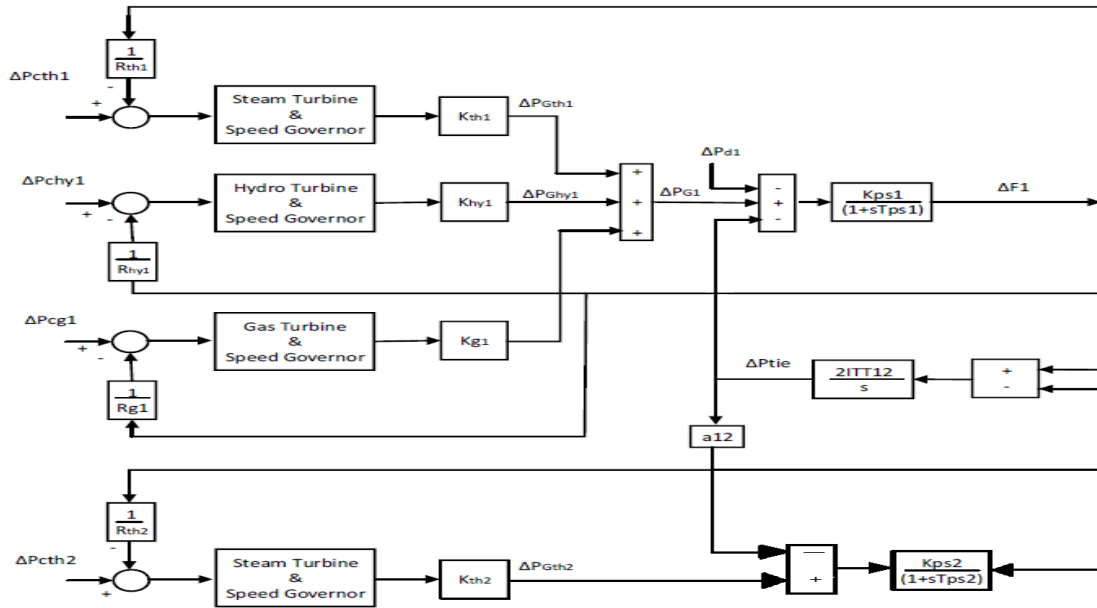 1
Rth1
ΔPcth1
-
+
Steam Turbine
&
Speed Governor
Kth1
ΔPGth1
ΔPchy1
+
-
Hydro Turbine
&
Speed Governor
Khy1
ΔPGhy1
+
+
+
ΔPG1
ΔPd1
-
+
-
Kps1
(1+sTps1)
ΔF1
1
Rhy1
ΔPcg1
+
-
Gas Turbine
&
Speed Governor
Kg1
1
Rg1
ΔPtie
2ITT12
s
+
-
a12
1
Rth2
-
ΔPcth2
+
Steam Turbine
&
Speed Governor
Kth2
ΔPGth2
—
+
Kps2
(1+sTps2)